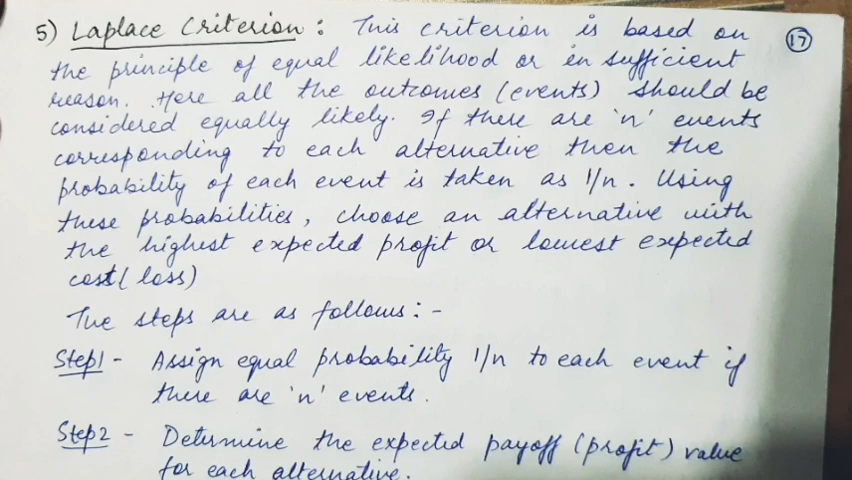 5) Laplace Criterion : This criterion is based on
17
the principle of equal likelihood or in sufficient
reason. Here all the outcomes (events) should be
considered equally likely. If there are 'n' events
corresponding to each alternative then the
probability of each event is taken as 1/n. Using
these probabilities, choose an alternative with
the highest expected profit or lowest expected
cost( loss)
The steps are as follows : -
Step1 - Assign equal probability 1/n to each event if
there are 'n' events.
Step2 - Determine the expected payoff (profit) value
for each alternative.